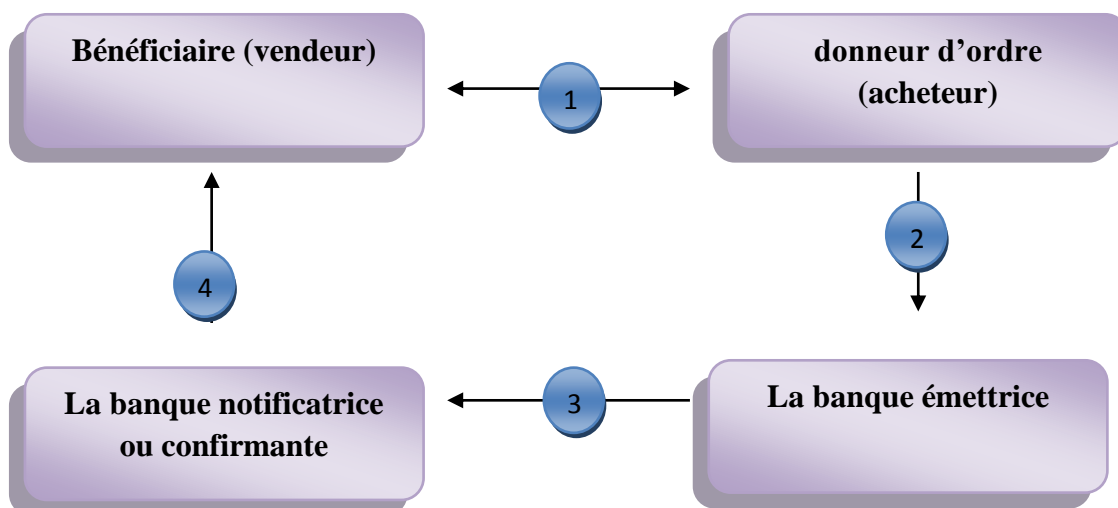 Bénéficiaire (vendeur)
donneur d’ordre
(acheteur)
1
2
4
3
La banque notificatrice
ou confirmante
La banque émettrice